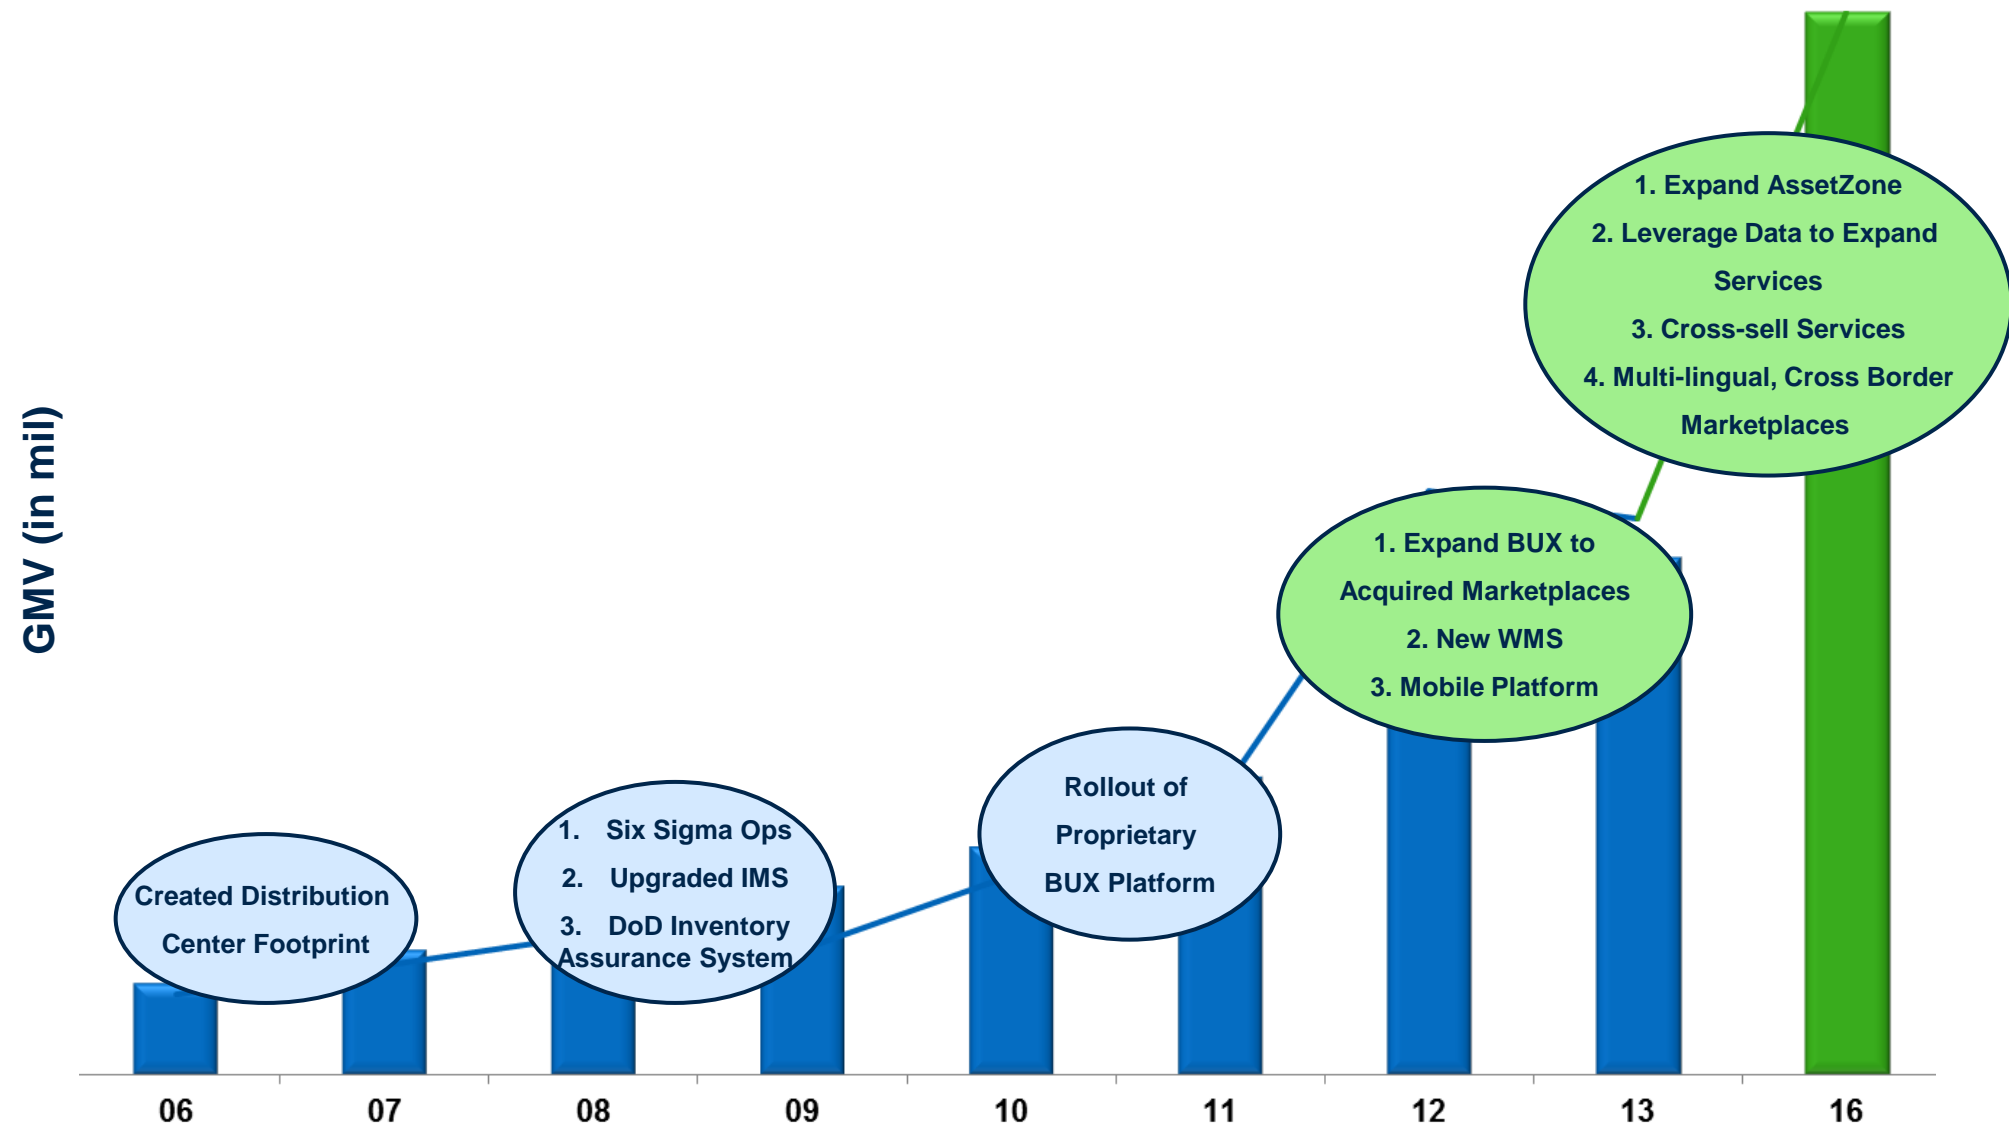 GMV (in mil)
1. Expand AssetZone
2. Leverage Data to Expand
Services
3. Cross-sell Services
4. Multi-lingual, Cross Border
Marketplaces
1. Expand BUX to
Acquired Marketplaces
2. New WMS
3. Mobile Platform
Rollout of
Proprietary
BUX Platform
1. Six Sigma Ops
2. Upgraded IMS
3. DoD Inventory
Assurance System
Created Distribution
Center Footprint
06 07 08 09 10 11 12 13 16